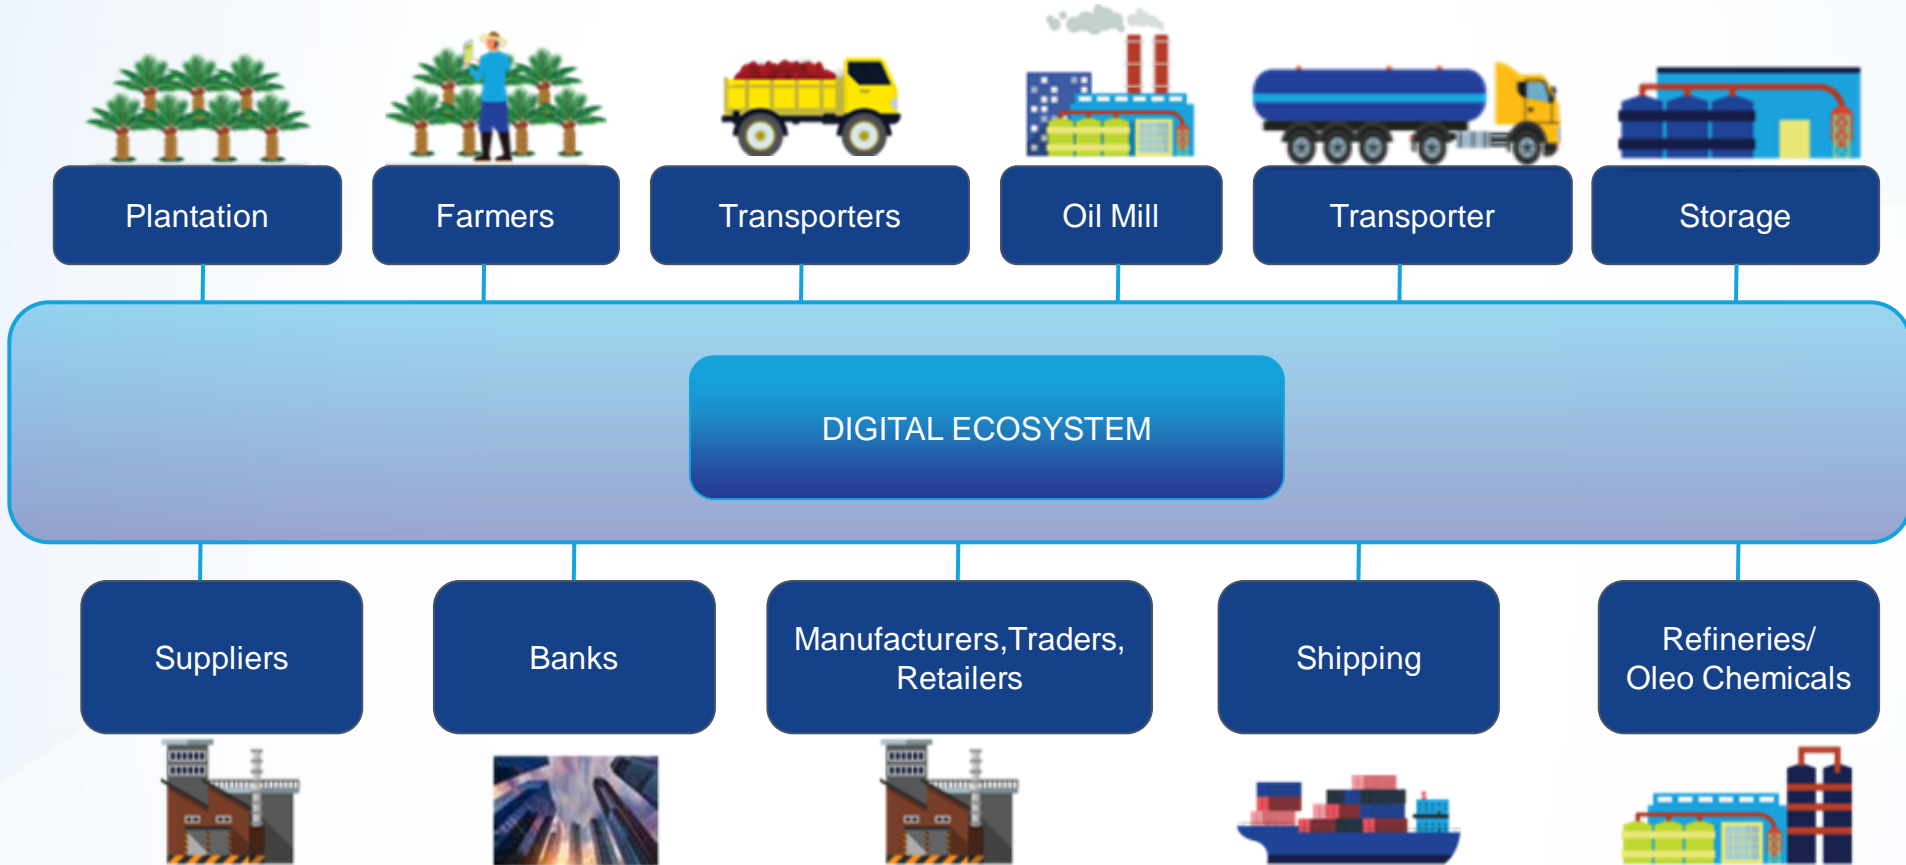 Plantation
Farmers
Transporters
Oil Mill
Transporter
Storage
DIGITAL ECOSYSTEM
Suppliers
Banks
Manufacturers,Traders,
Retailers
Shipping
Refineries/
Oleo Chemicals